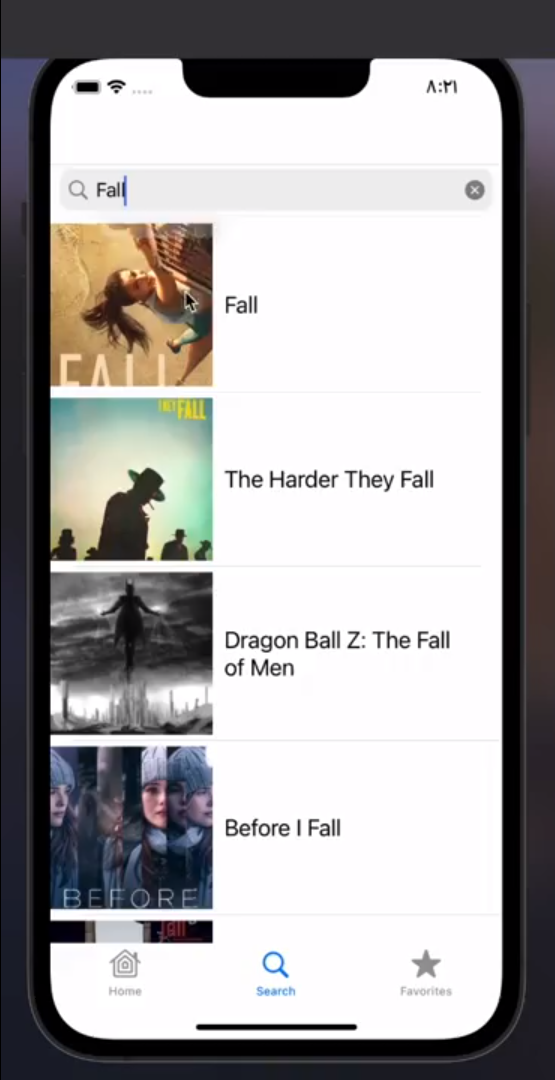 ٨:٢١
Fall
FALL
Fall
THEY FALL
The Harder They Fall
Dragon Ball Z: The Fall
of Men
BEFORE
Before I Fall
fall
Home
Search
Favorites